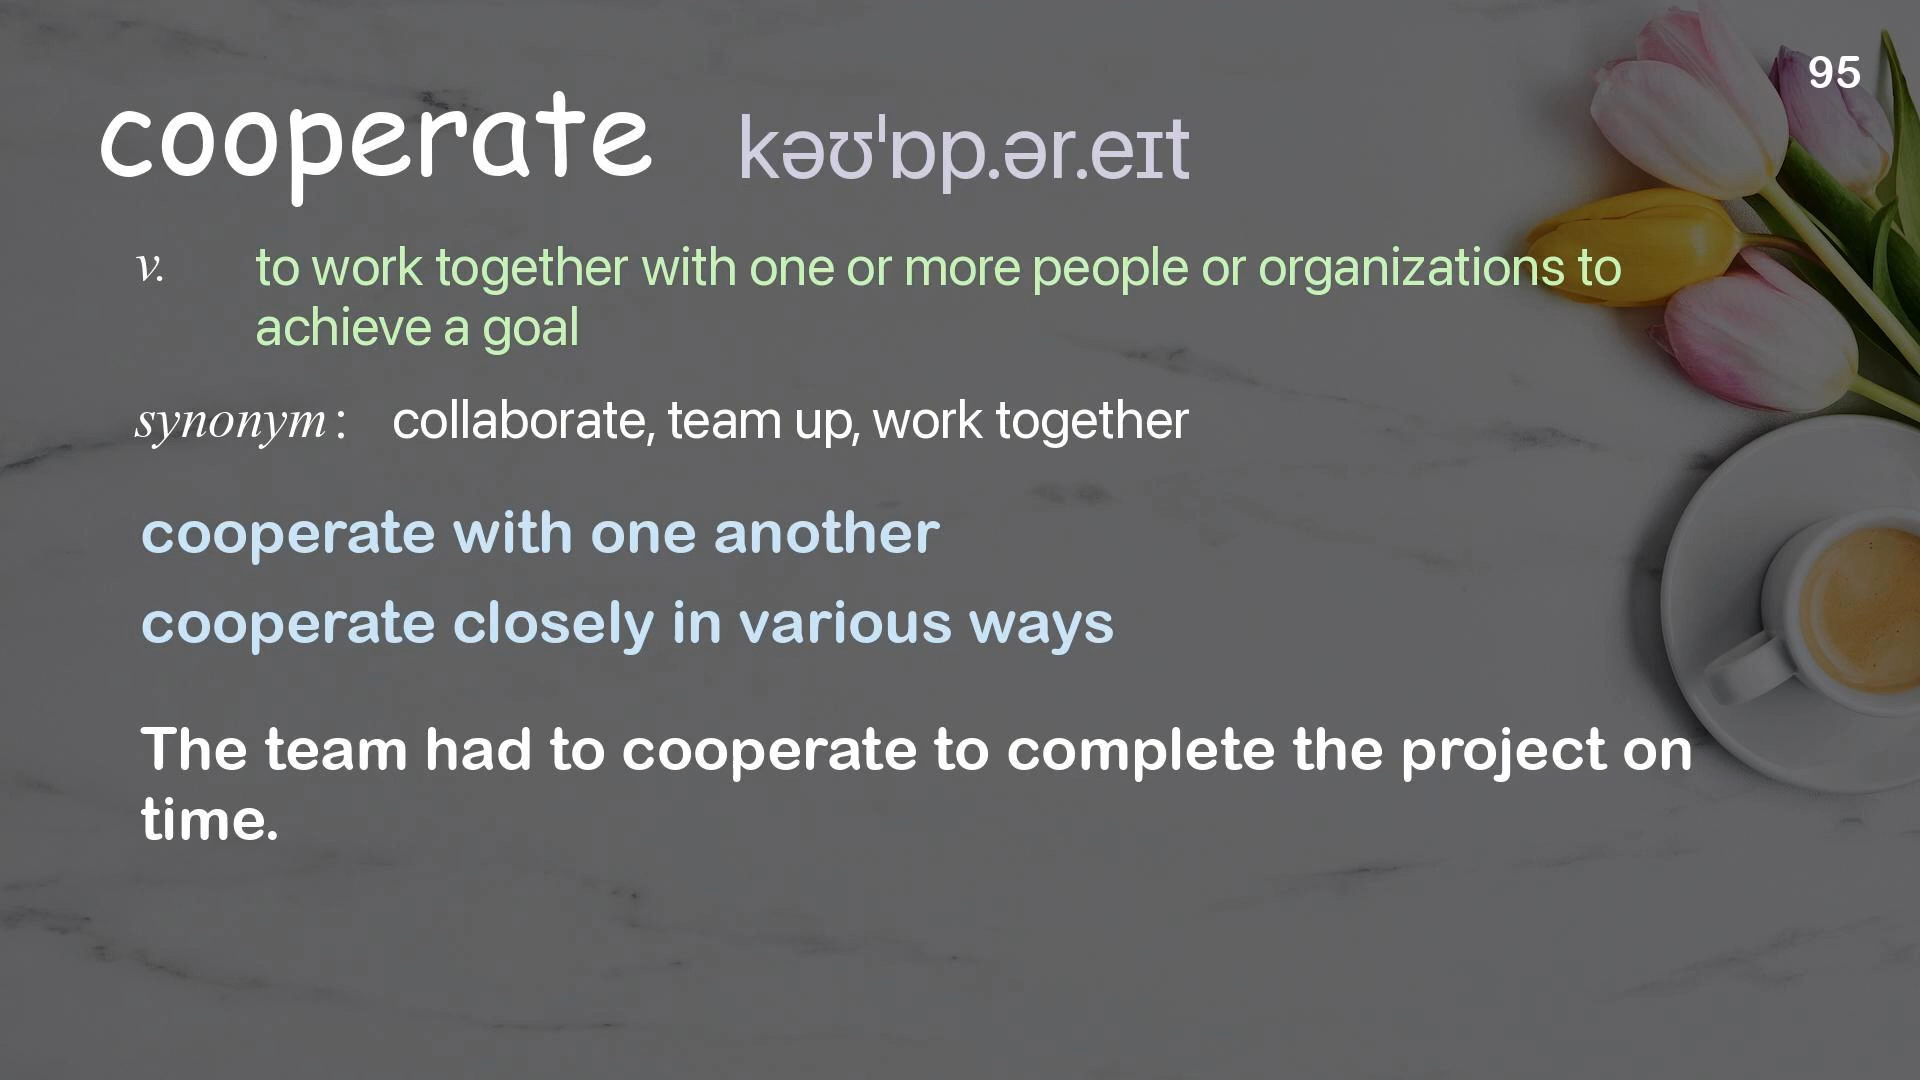 95
cooperate kəʊˈɒp.ər.eɪt
v. to work together with one or more people or organizations to
achieve a goal
synonym: collaborate, team up, work together
cooperate with one another
cooperate closely in various ways
The team had to cooperate to complete the project on
time.